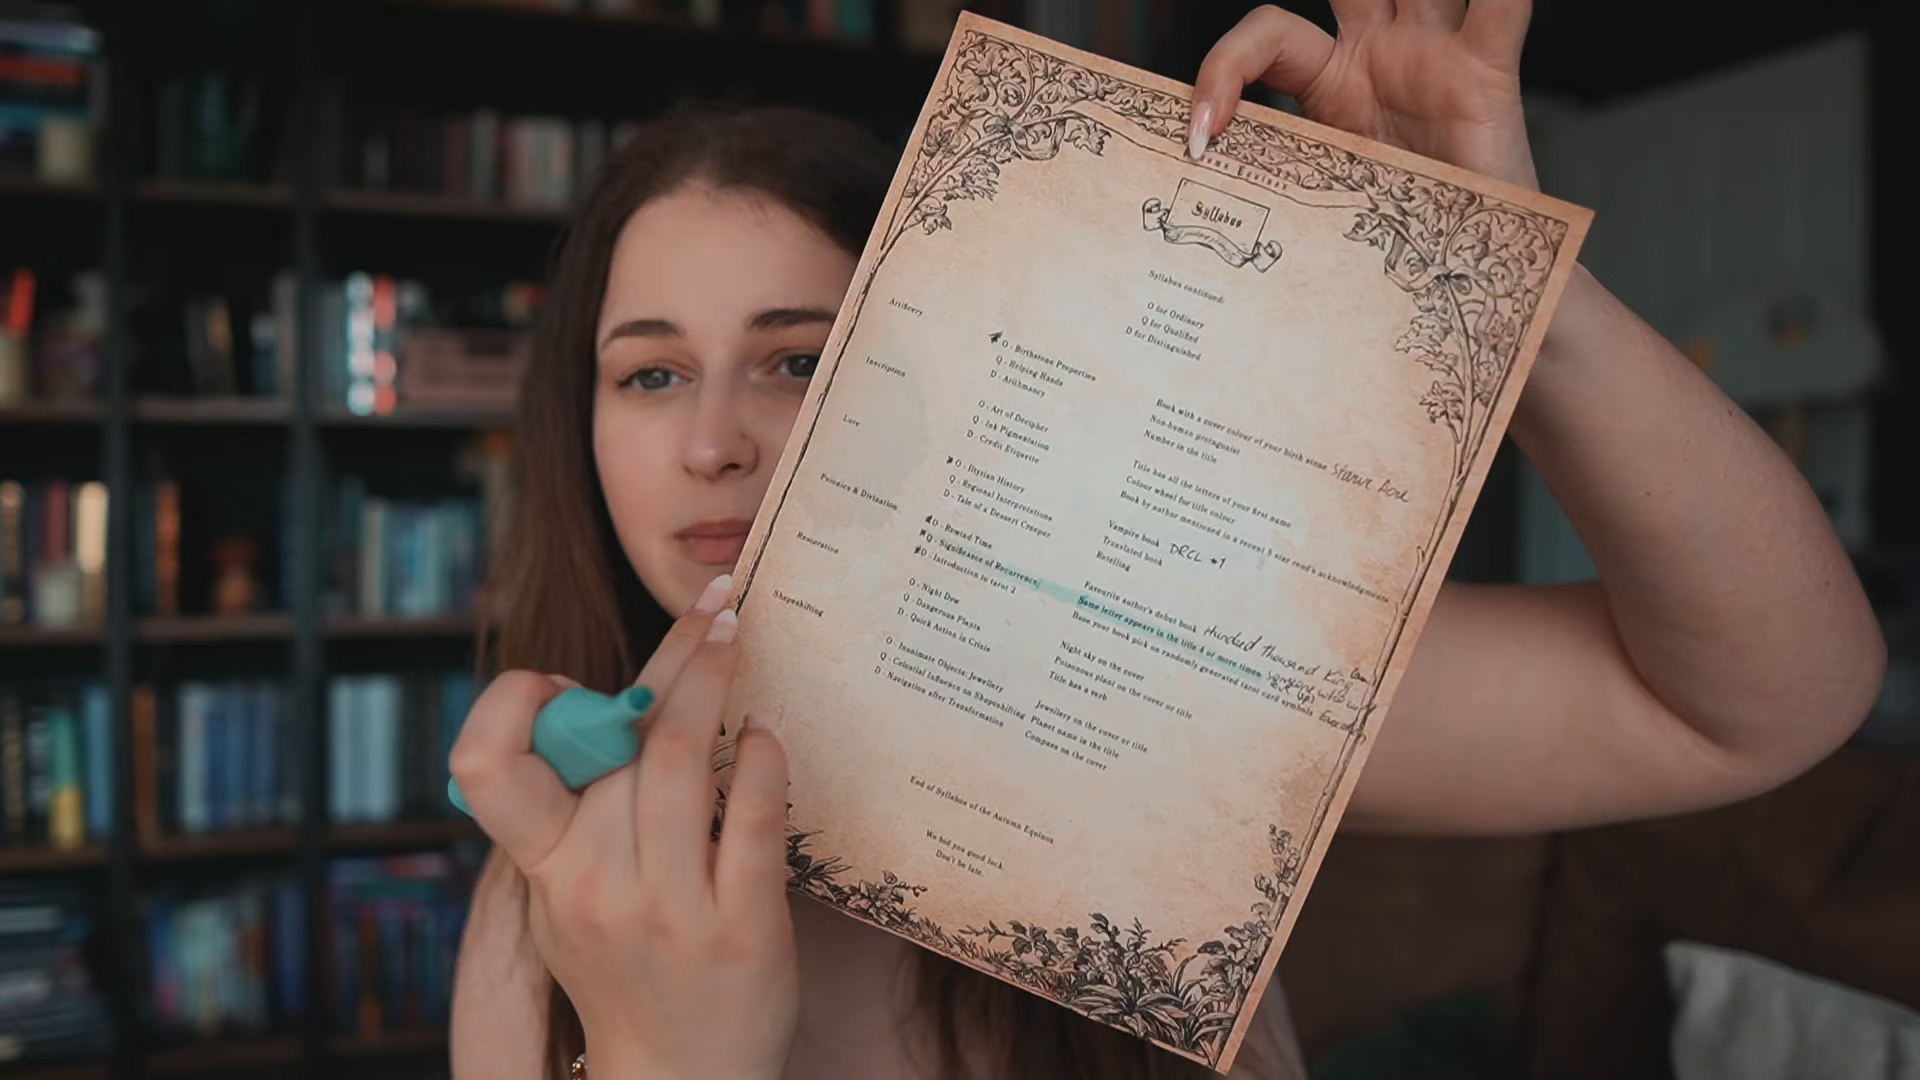 Syllabus
Syllabus continued:
O for Ordinary
Q for Qualified
D for Distinguished
Artificery
O - Birthstone Properties
Book with a cover colour of your birth stone
Q - Helping Hands
Non-human protagonist
D - Arithmancy
Number in the title
Inscription
O - Art of Decipher
Title has all the letters of your first name
Q - Ink Pigmentation
Colour wheel for title colour
D - Credit Etiquette
Book by author mentioned in a recent 5 star read's acknowledgments
Lore
O - Illyrian History
Vampire book DRCL #1
Q - Regional Interpretations
Translated book
D - Tale of a Dessert Creeper
Retelling
Psionics & Divination
O - Rewind Time
Favourite author's debut book Hundred thousand King
Q - Significance of Recurrence
Same letter appears in the title 4 or more times someone who
D - Introduction to tarot 2
Base your book pick on randomly generated tarot card symbols
Restoration
O - Night Dew
Night sky on the cover
Q - Dangerous Plants
Poisonous plant on the cover or title
D - Quick Action in Crisis
Title has a verb
Shapeshifting
O - Inanimate Objects: Jewellery
Jewellery on the cover or title
Q - Celestial Influence on Shapeshifting
Planet name in the title
D - Navigation after Transformation
Compass on the cover
End of Syllabus of the Autumn Equinox
We bid you good luck.
Don't be late.